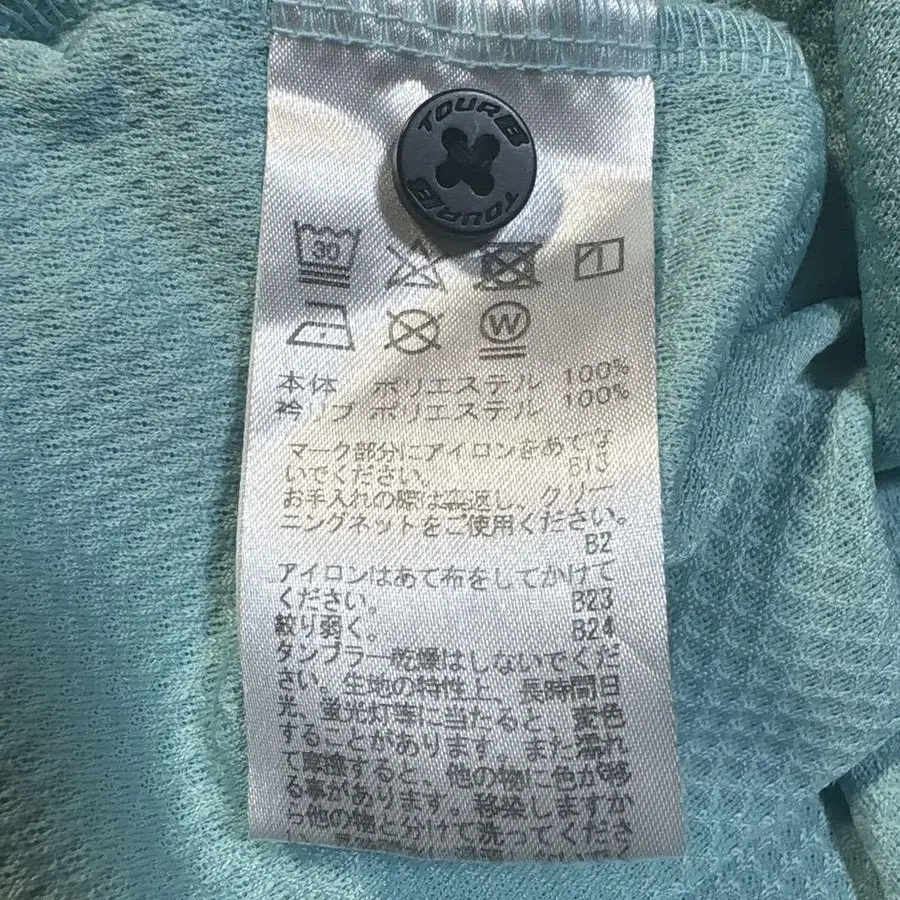 TOUR B
TOUR B
30
W
本体 ポリエステル 100%
衿リブ ポリエステル 100%
マーク部分にアイロンをあてな
いでください。 B13
お手入れの際は裏返し、クリー
ニングネットをご使用ください。
B2
アイロンはあて布をしてかけて
ください。 B23
絞り弱く。 B24
タンブラー乾燥はしないでくだ
さい。生地の特性上、長時間日
光、蛍光灯等に当たると、変色
することがあります。また濡れ
て摩擦すると、他の物に色が移
る事があります。移染しますか
ら他の物と分けて洗ってくださ